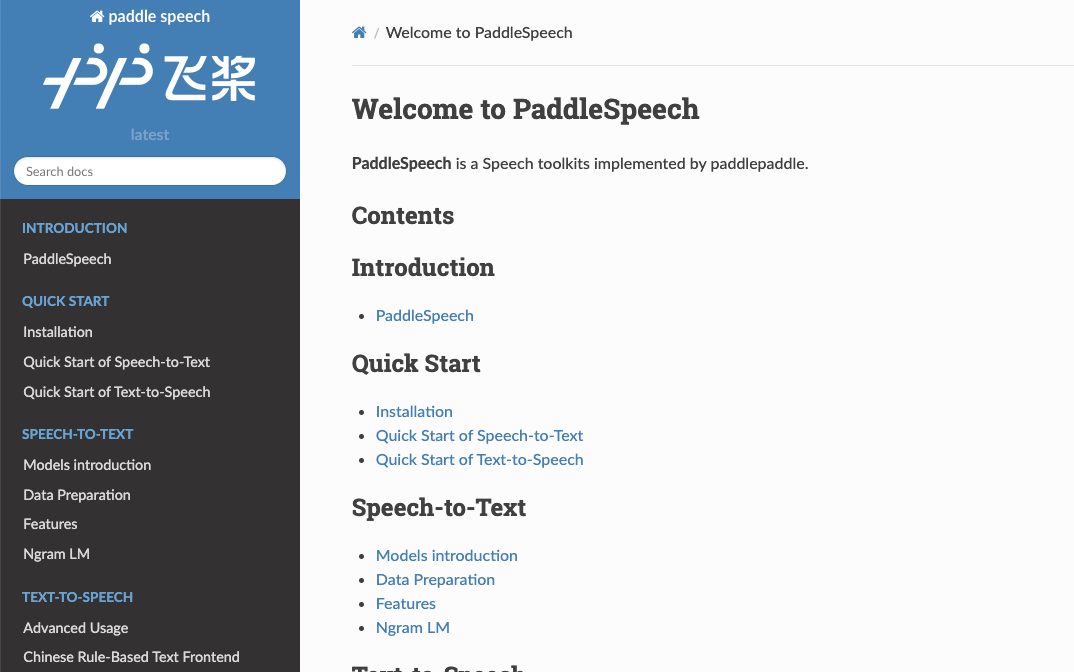 paddle speech
飞桨
latest
Search docs
INTRODUCTION
PaddleSpeech
QUICK START
Installation
Quick Start of Speech-to-Text
Quick Start of Text-to-Speech
SPEECH-TO-TEXT
Models introduction
Data Preparation
Features
Ngram LM
TEXT-TO-SPEECH
Advanced Usage
Chinese Rule-Based Text Frontend
/ Welcome to PaddleSpeech
Welcome to PaddleSpeech
PaddleSpeech is a Speech toolkits implemented by paddlepaddle.
Contents
Introduction
PaddleSpeech
Quick Start
Installation
Quick Start of Speech-to-Text
Quick Start of Text-to-Speech
Speech-to-Text
Models introduction
Data Preparation
Features
Ngram LM
Text-to-Speech